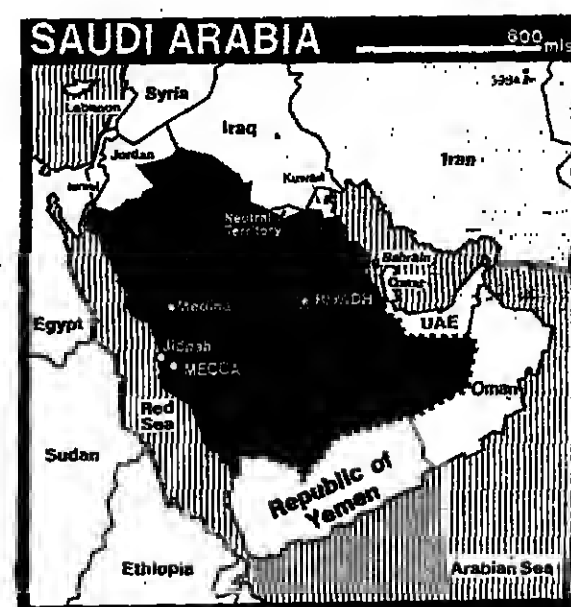 SAUDI ARABIA
800 mls
Syria
Lebanon
Iraq
Iran
Jordan
Israel
Kuwait
Neutral
Territory
Bahrain
Qatar
Medina
RIYADH
Egypt
UAE
Jiddah
MECCA
Oman
Red
Sea
Sudan
Republic of
Yemen
Ethiopia
Arabian Sea